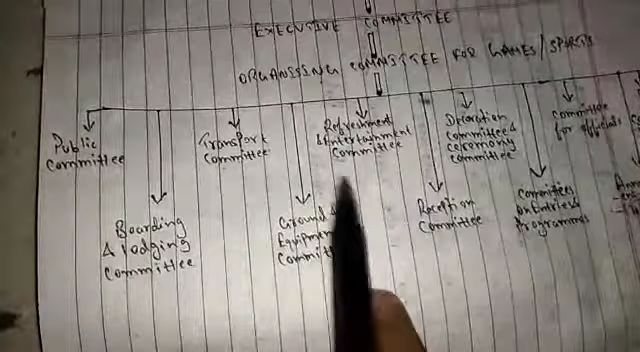 EXECUTIVE COMMITTEE
ORGANISING COMMITTEE FOR GAMES/SPORTS
Public
Committee
Boarding
& lodging
Committee
Transport
Committee
Ground &
Equipment
Committee
Refreshment
& Entertainment
Committee
Reception
Committee
Decoration
Committee &
ceremony
committee
Committees
on Entries &
Programmes
Committee
for officials